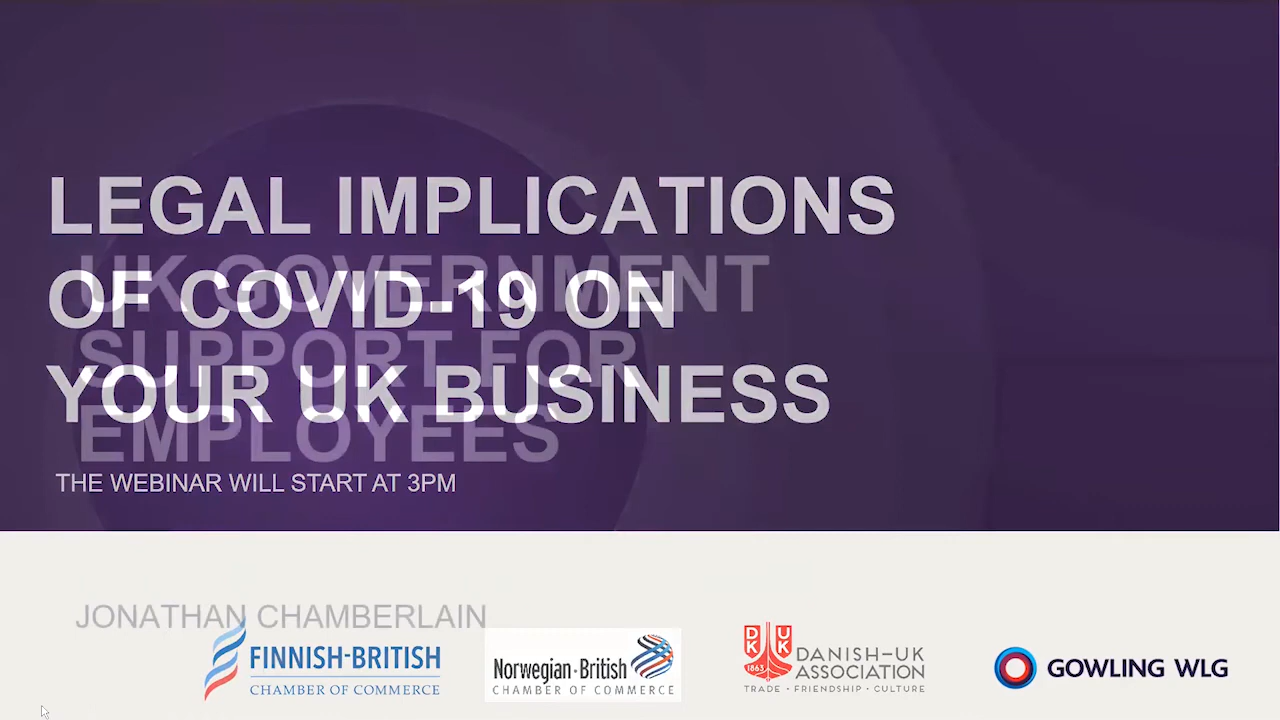 LEGAL IMPLICATIONS
OF COVID-19 ON
YOUR UK BUSINESS
UK GOVERNMENT
SUPPORT FOR
EMPLOYEES
THE WEBINAR WILL START AT 3PM
JONATHAN CHAMBERLAIN
FINNISH-BRITISH
CHAMBER OF COMMERCE
Norwegian·British
CHAMBER OF COMMERCE
DK UK
1863
DANISH-UK
ASSOCIATION
TRADE · FRIENDSHIP · CULTURE
GOWLING WLG